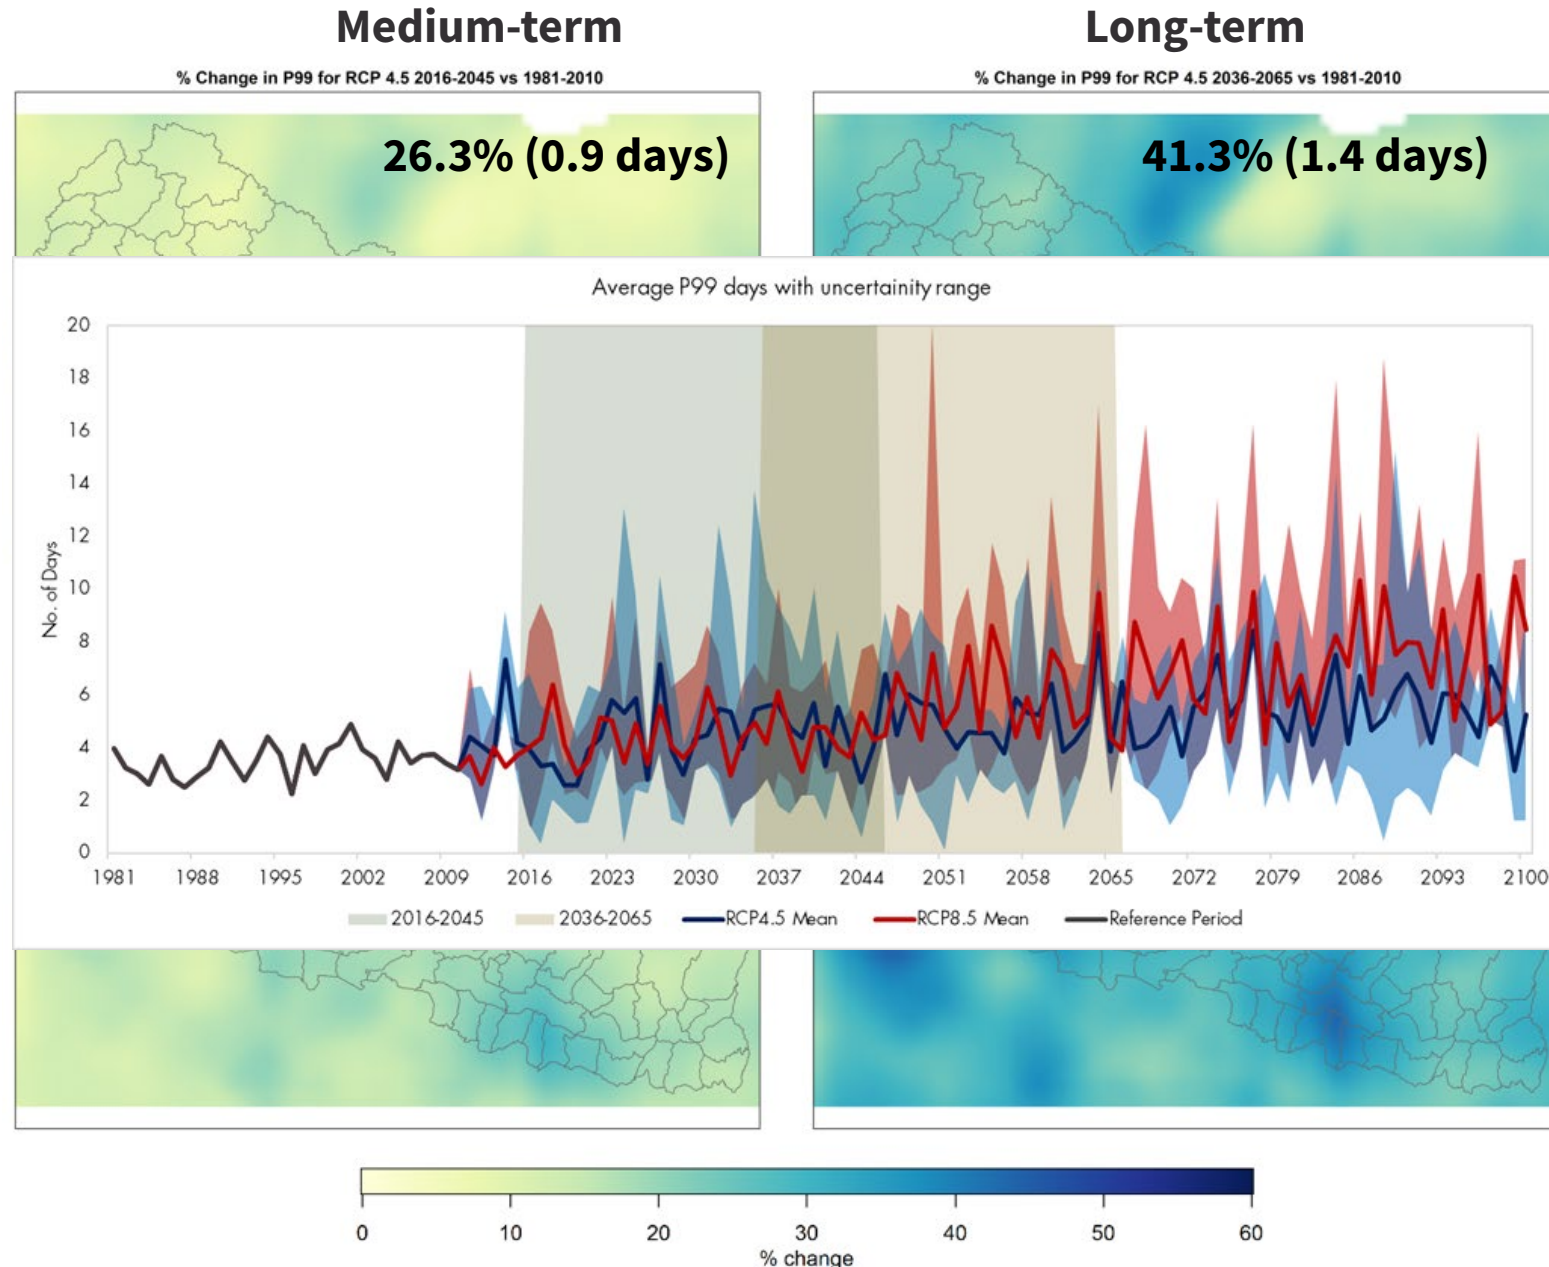 Medium-term
Long-term
% Change in P99 for RCP 4.5 2016-2045 vs 1981-2010
% Change in P99 for RCP 4.5 2036-2065 vs 1981-2010
26.3% (0.9 days)
41.3% (1.4 days)
Average P99 days with uncertainity range
No. of Days
20
18
16
14
12
10
8
6
4
2
0
1981 1988 1995 2002 2009 2016 2023 2030 2037 2044 2051 2058 2065 2072 2079 2086 2093 2100
2016-2045 2036-2065 RCP4.5 Mean RCP8.5 Mean Reference Period
0 10 20 30 40 50 60
% change